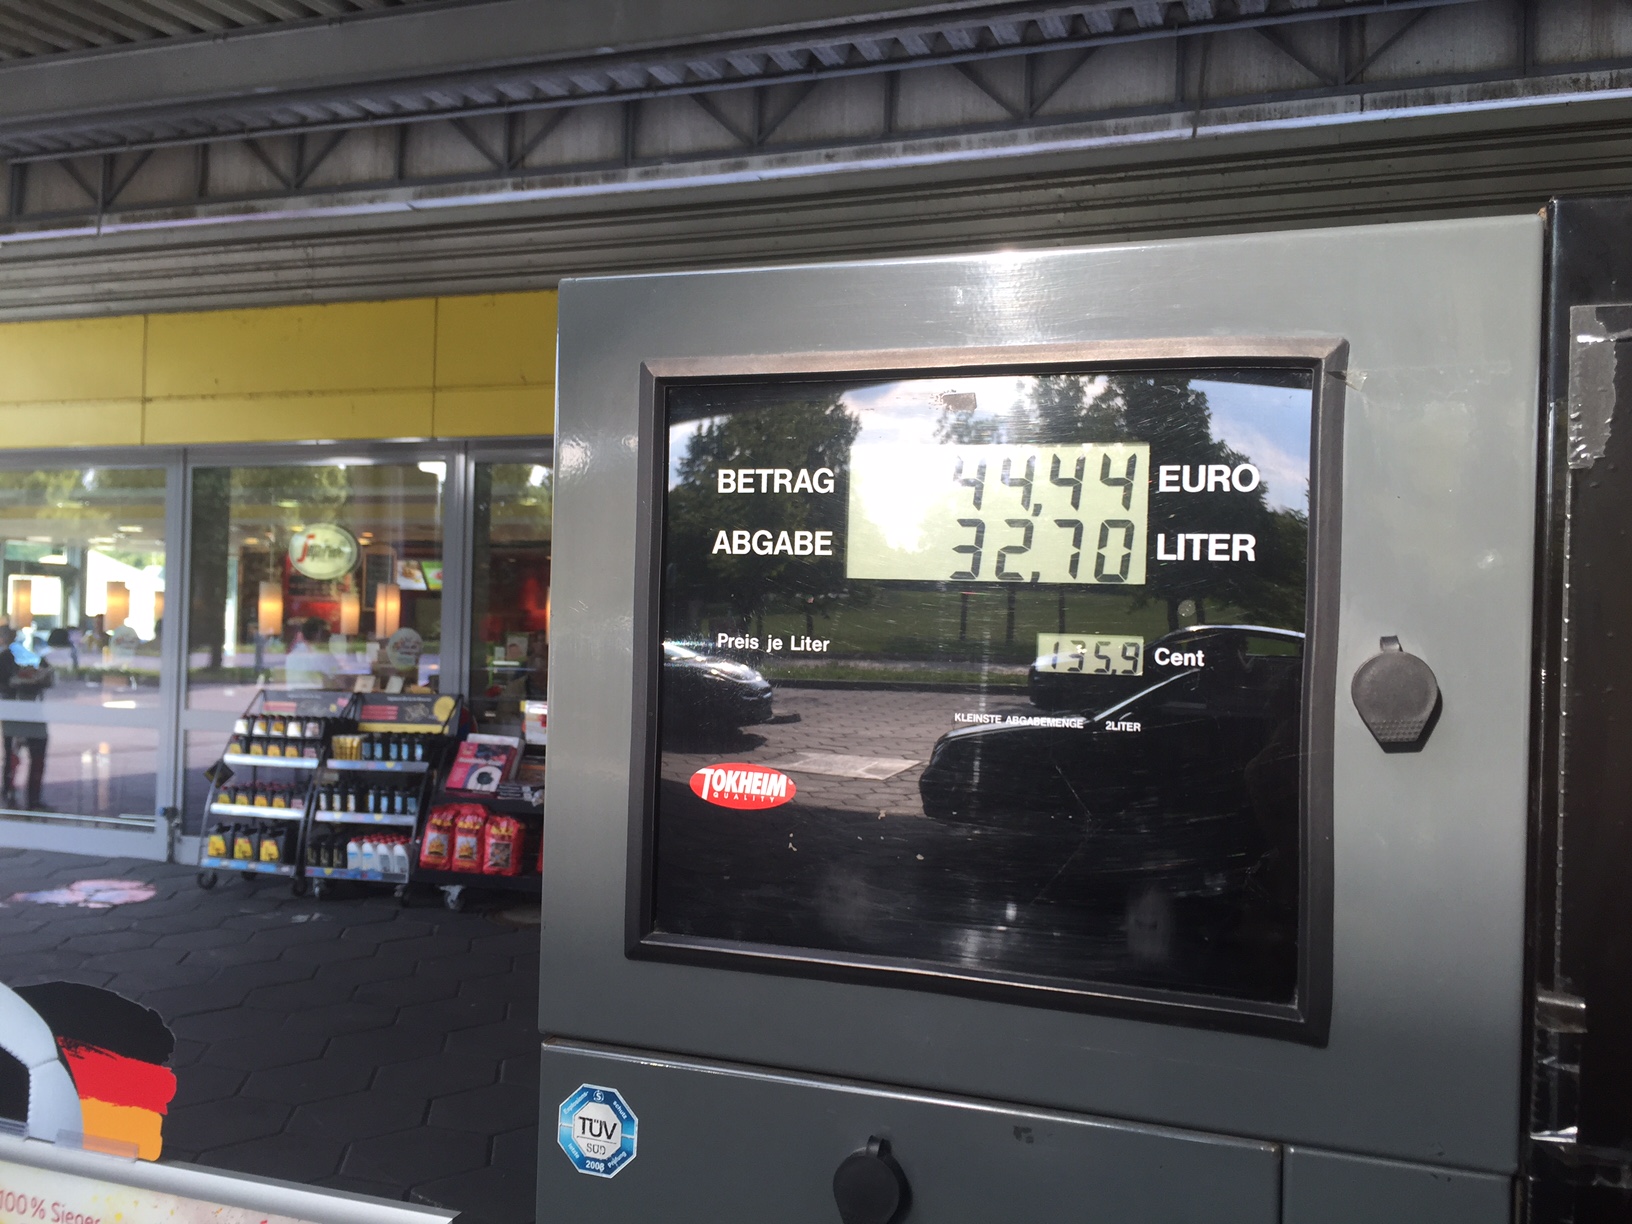 BETRAG 44,44 EURO
ABGABE 32,70 LITER
Preis je Liter 135,9 Cent
KLEINSTE ABGABEMENGE 2LITER
TOKHEIM
QUALITY
TÜV
SÜD
2008
100% Sieger